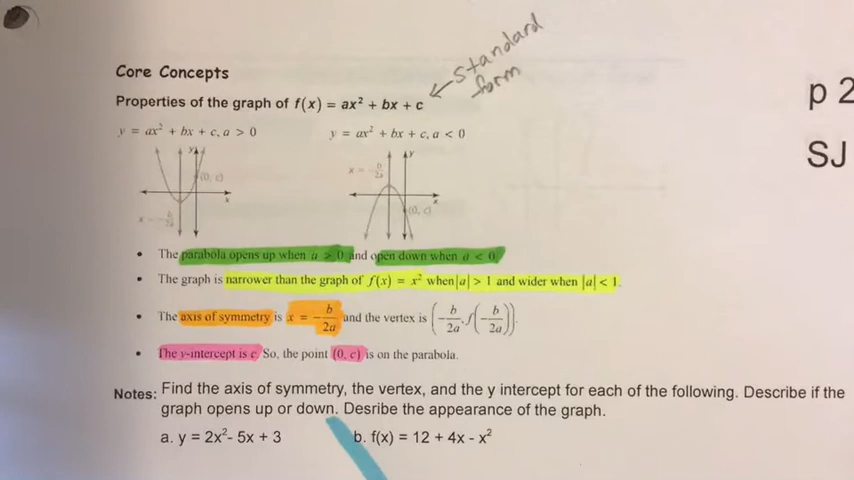 Standard
form
Core Concepts
Properties of the graph of f(x) = ax² + bx + c
p 2
SJ
y = ax² + bx + c, a > 0
y = ax² + bx + c, a < 0
y
(0, c)
x
x = -b/2a
y
x = -b/2a
x
(0, c)
• The parabola opens up when a > 0 and open down when a < 0.
• The graph is narrower than the graph of f(x) = x² when |a| > 1 and wider when |a| < 1.
• The axis of symmetry is x = -b/2a and the vertex is (-b/2a, f(-b/2a)).
• The y-intercept is c. So, the point (0, c) is on the parabola.
Notes: Find the axis of symmetry, the vertex, and the y intercept for each of the following. Describe if the
graph opens up or down. Desribe the appearance of the graph.
a. y = 2x²- 5x + 3
b. f(x) = 12 + 4x - x²